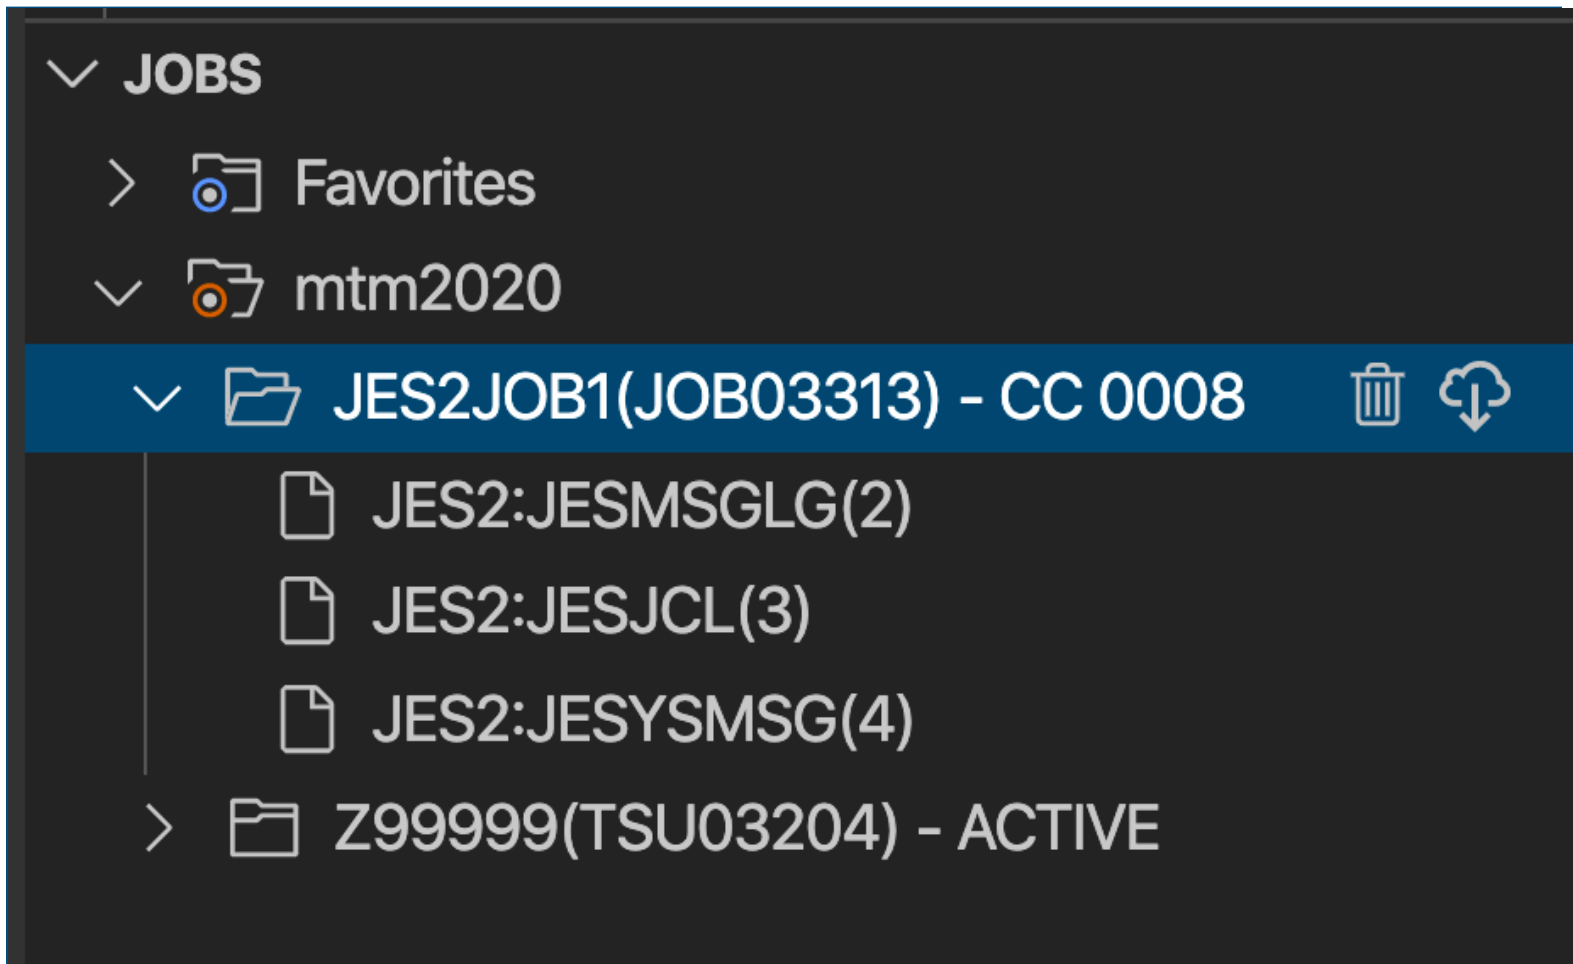 JOBS
Favorites
mtm2020
JES2JOB1(JOB03313) - CC 0008
JES2:JESMSGLG(2)
JES2:JESJCL(3)
JES2:JESYSMSG(4)
Z99999(TSU03204) - ACTIVE